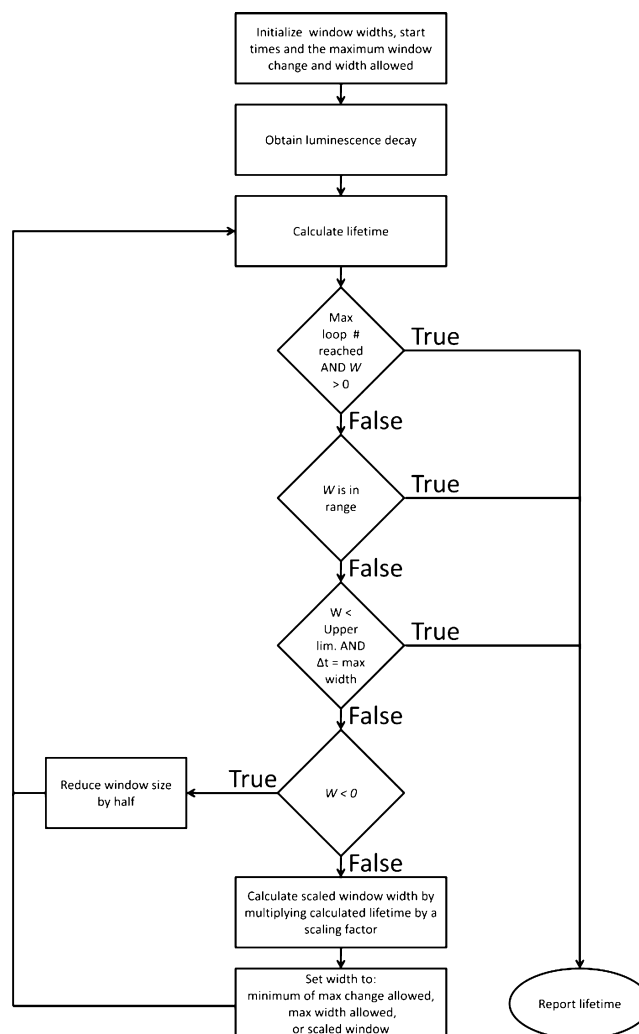 Initialize window widths, start
times and the maximum window
change and width allowed
Obtain luminescence decay
Calculate lifetime
Max
loop #
reached
AND W
> 0
True
False
W is in
range
True
False
W <
Upper
lim. AND
Δt = max
width
True
False
Reduce window size
by half
True
W < 0
False
Calculate scaled window width by
multiplying calculated lifetime by a
scaling factor
Set width to:
minimum of max change allowed,
max width allowed,
or scaled window
Report lifetime